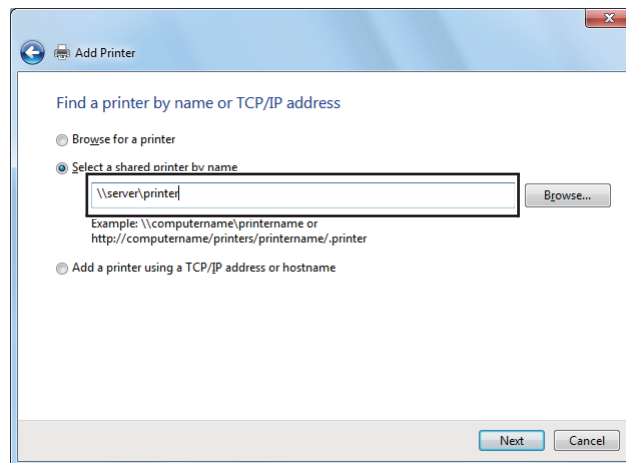 Add Printer
Find a printer by name or TCP/IP address
Browse for a printer
Select a shared printer by name
\\server\printer
Browse...
Example: \\computername\printername or
http://computername/printers/printername/.printer
Add a printer using a TCP/IP address or hostname
Next
Cancel